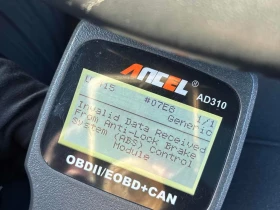 ANCEL®
AD310
#07E8 1/1
Generic
Invalid Data Received
From Anti-Lock Brake
System (ABS) Control
Module
OBDII/EOBD+CAN